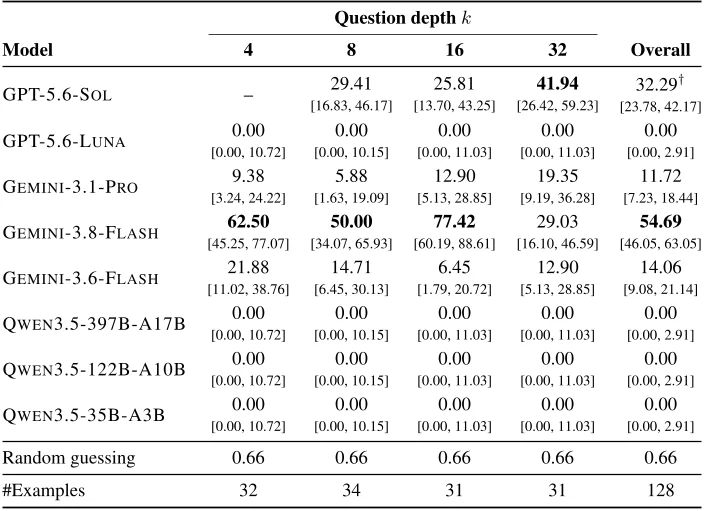 Question depth k
Model 4 8 16 32 Overall
GPT-5.6-SOL – 29.41 25.81 41.94 32.29†
[16.83, 46.17] [13.70, 43.25] [26.42, 59.23] [23.78, 42.17]
GPT-5.6-LUNA 0.00 0.00 0.00 0.00 0.00
[0.00, 10.72] [0.00, 10.15] [0.00, 11.03] [0.00, 11.03] [0.00, 2.91]
GEMINI-3.1-PRO 9.38 5.88 12.90 19.35 11.72
[3.24, 24.22] [1.63, 19.09] [5.13, 28.85] [9.19, 36.28] [7.23, 18.44]
GEMINI-3.8-FLASH 62.50 50.00 77.42 29.03 54.69
[45.25, 77.07] [34.07, 65.93] [60.19, 88.61] [16.10, 46.59] [46.05, 63.05]
GEMINI-3.6-FLASH 21.88 14.71 6.45 12.90 14.06
[11.02, 38.76] [6.45, 30.13] [1.79, 20.72] [5.13, 28.85] [9.08, 21.14]
QWEN3.5-397B-A17B 0.00 0.00 0.00 0.00 0.00
[0.00, 10.72] [0.00, 10.15] [0.00, 11.03] [0.00, 11.03] [0.00, 2.91]
QWEN3.5-122B-A10B 0.00 0.00 0.00 0.00 0.00
[0.00, 10.72] [0.00, 10.15] [0.00, 11.03] [0.00, 11.03] [0.00, 2.91]
QWEN3.5-35B-A3B 0.00 0.00 0.00 0.00 0.00
[0.00, 10.72] [0.00, 10.15] [0.00, 11.03] [0.00, 11.03] [0.00, 2.91]
Random guessing 0.66 0.66 0.66 0.66 0.66
#Examples 32 34 31 31 128